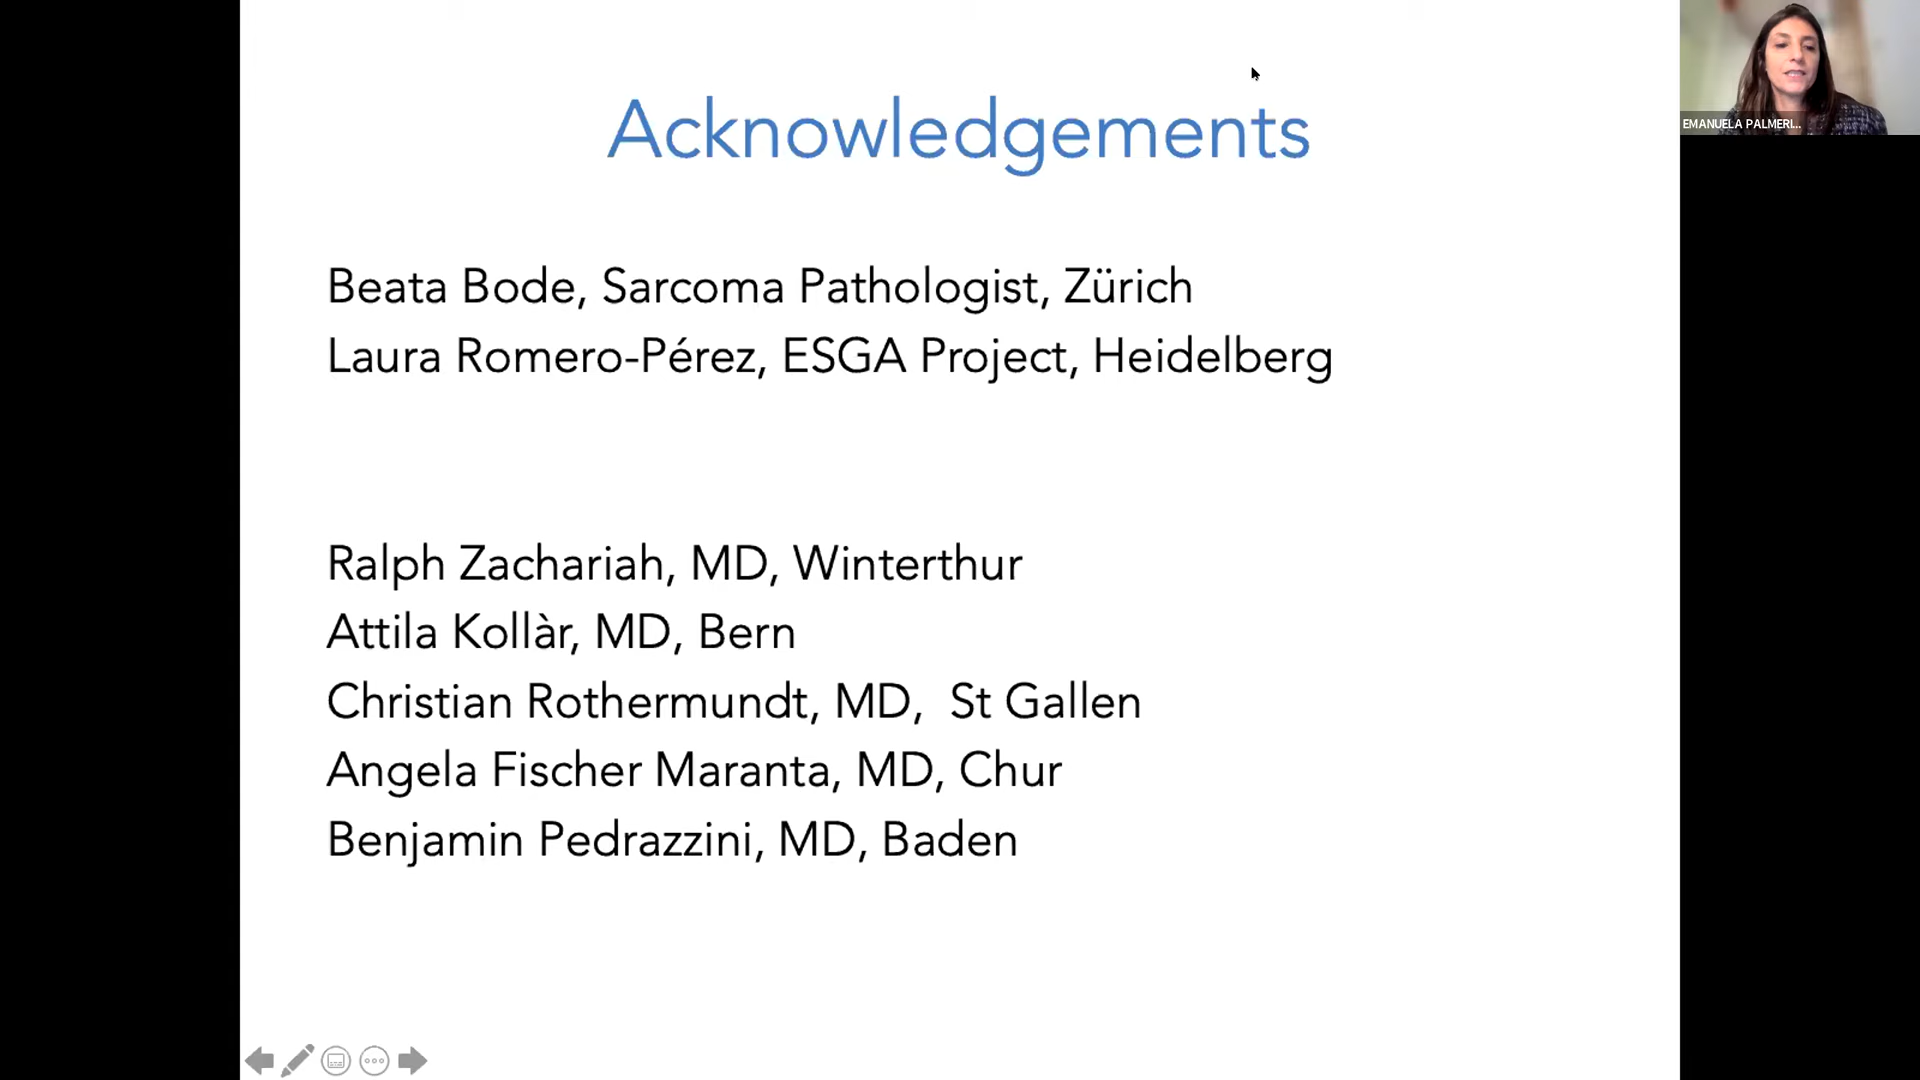 Acknowledgements
EMANUELA PALMERI...
Beata Bode, Sarcoma Pathologist, Zürich
Laura Romero-Pérez, ESGA Project, Heidelberg
Ralph Zachariah, MD, Winterthur
Attila Kollàr, MD, Bern
Christian Rothermundt, MD,  St Gallen
Angela Fischer Maranta, MD, Chur
Benjamin Pedrazzini, MD, Baden